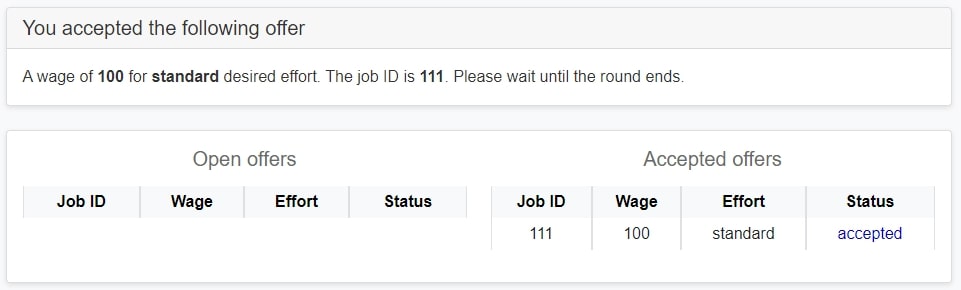 You accepted the following offer
A wage of 100 for standard desired effort. The job ID is 111. Please wait until the round ends.
Open offers
Job ID Wage Effort Status
Accepted offers
Job ID Wage Effort Status
111 100 standard accepted